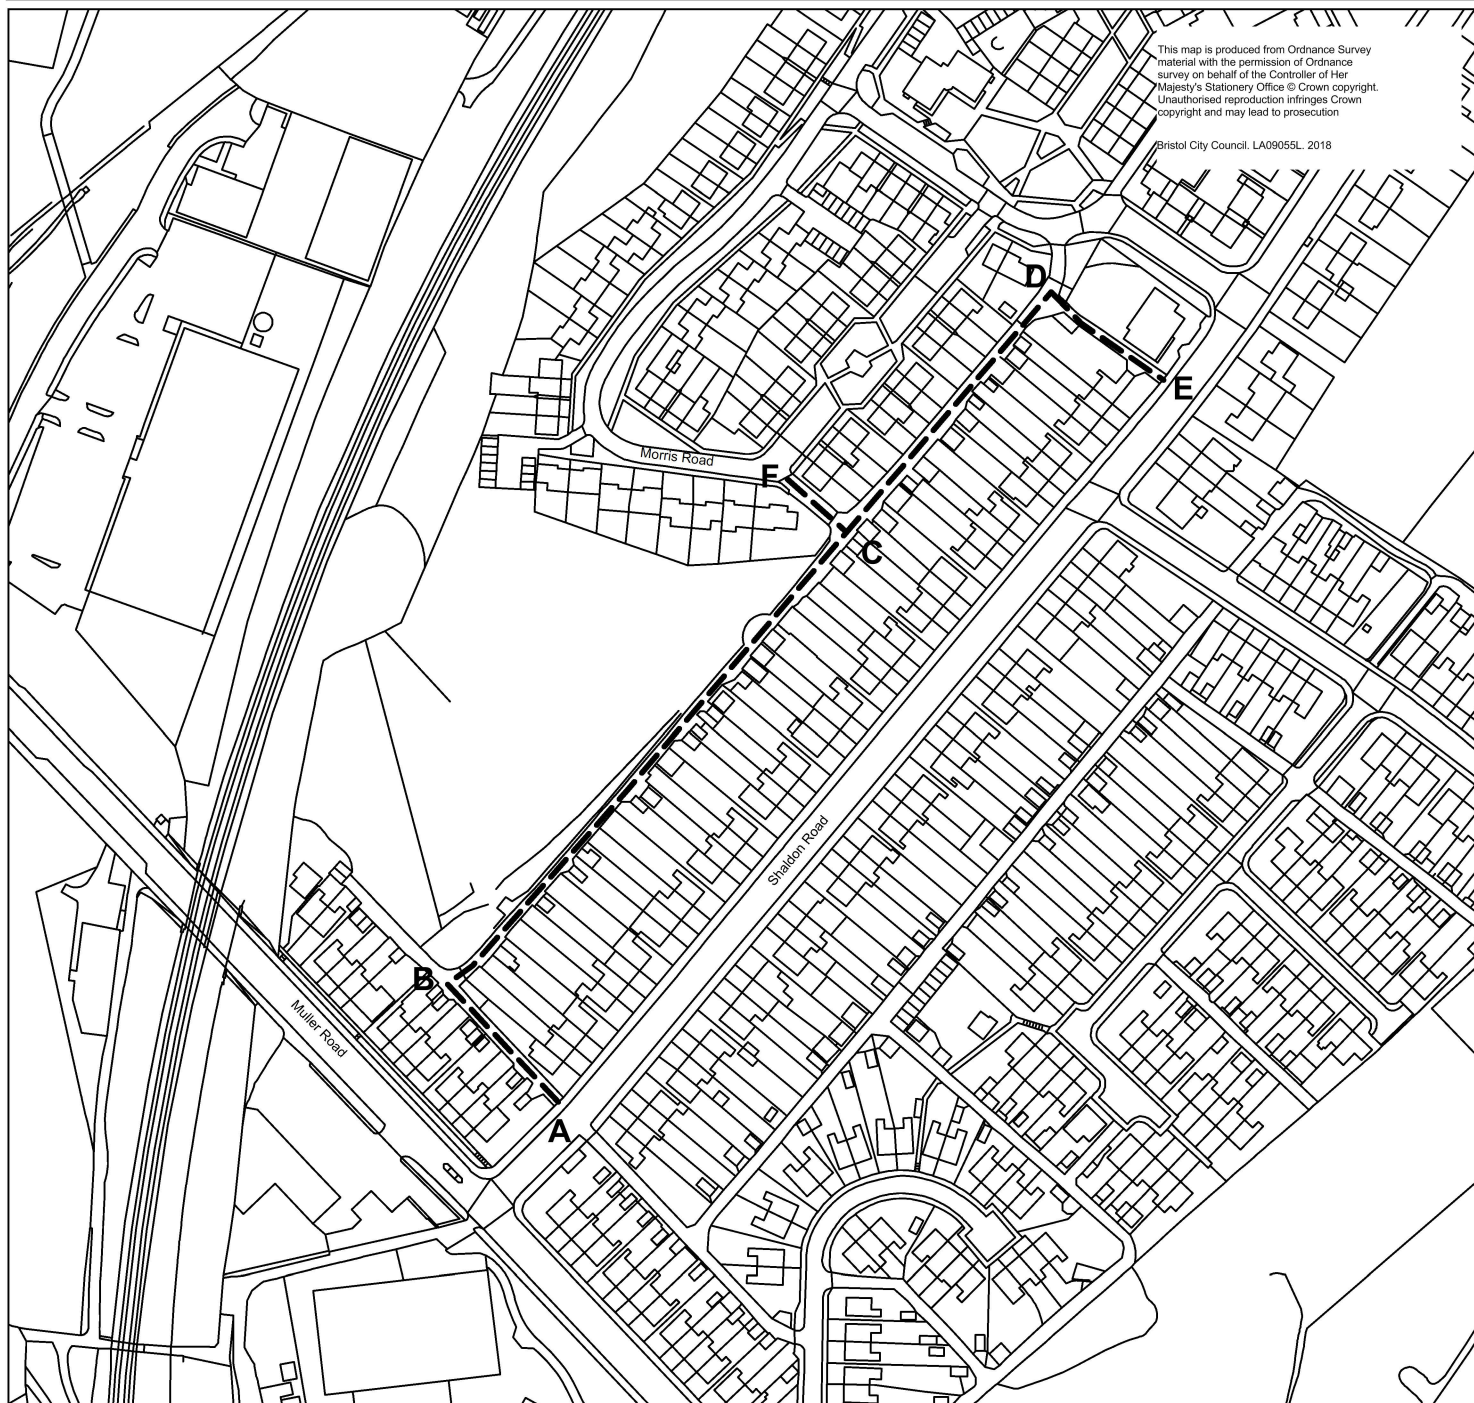 This map is produced from Ordnance Survey
material with the permission of Ordnance
survey on behalf of the Controller of Her
Majesty's Stationery Office © Crown copyright.
Unauthorised reproduction infringes Crown
copyright and may lead to prosecution
Bristol City Council. LA09055L. 2018
D
E
Morris Road
F
C
Shaldon Road
B
Muller Road
A